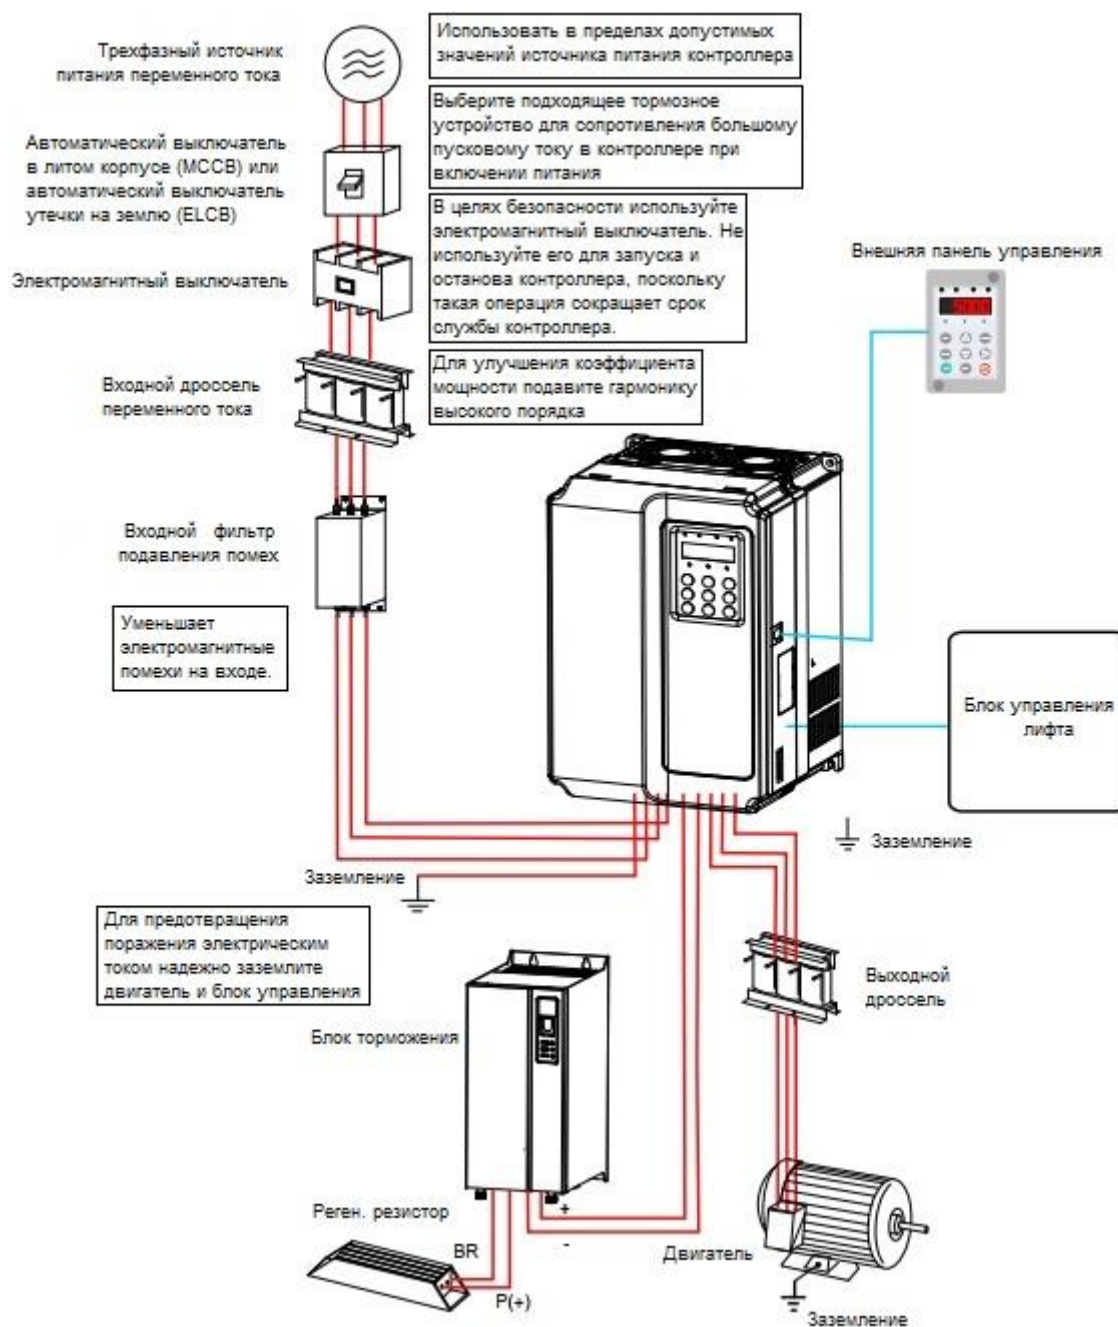 Трехфазный источник
питания переменного тока
Использовать в пределах допустимых
значений источника питания контроллера
Автоматический выключатель
в литом корпусе (MCCB) или
автоматический выключатель
утечки на землю (ELCB)
Выберите подходящее тормозное
устройство для сопротивления большому
пусковому току в контроллере при
включении питания
Электромагнитный выключатель
В целях безопасности используйте
электромагнитный выключатель. Не
используйте его для запуска и
останова контроллера, поскольку
такая операция сокращает срок
службы контроллера.
Внешняя панель управления
Входной дроссель
переменного тока
Для улучшения коэффициента
мощности подавите гармонику
высокого порядка
Входной фильтр
подавления помех
Уменьшает
электромагнитные
помехи на входе.
Блок управления
лифта
Заземление
Заземление
Для предотвращения
поражения электрическим
током надежно заземлите
двигатель и блок управления
Выходной
дроссель
Блок торможения
Реген. резистор
+
-
BR
P(+)
Двигатель
Заземление